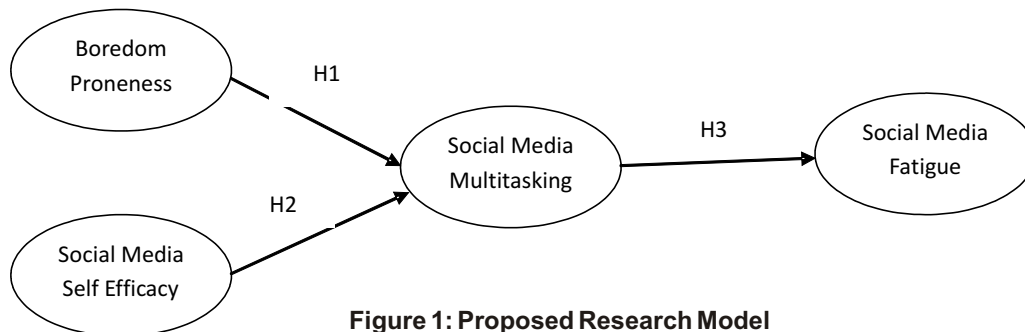 Boredom
Proneness
H1
Social Media
Multitasking
H3
Social Media
Fatigue
H2
Social Media
Self Efficacy
Figure 1: Proposed Research Model